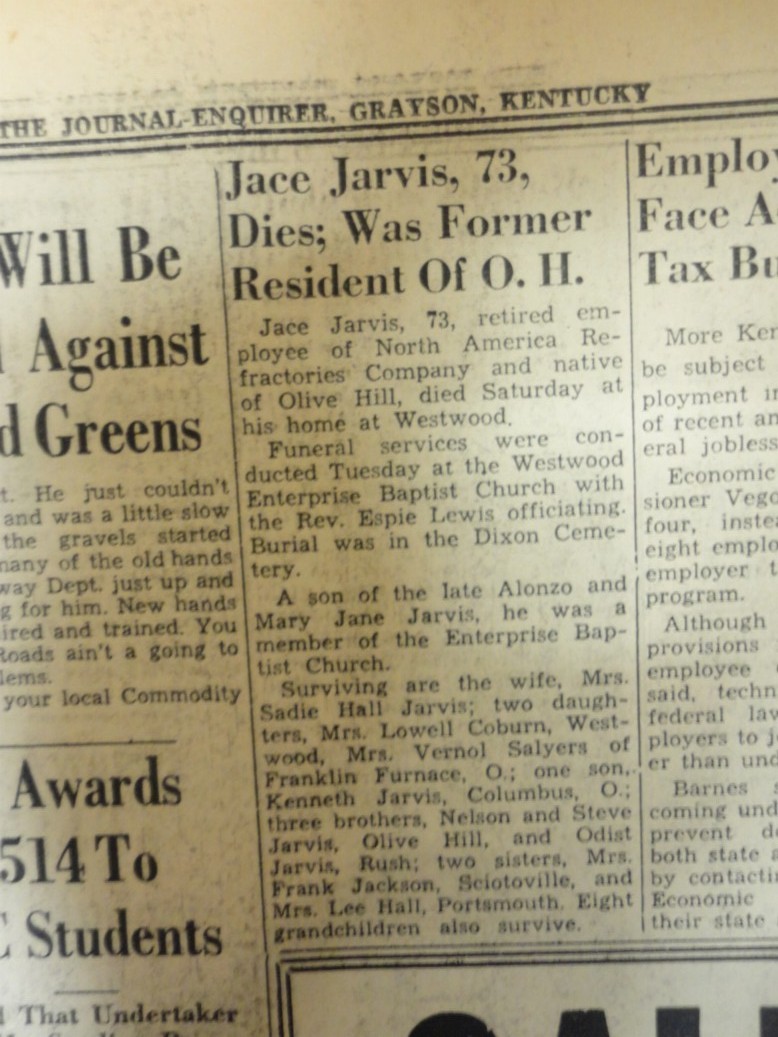 THE JOURNAL-ENQUIRER, GRAYSON, KENTUCKY
Will Be
Against
d Greens
t. He just couldn't
and was a little slow
the gravels started
many of the old hands
way Dept. just up and
g for him. New hands
ired and trained. You
Roads ain't a going to
lems.
your local Commodity
Awards
514 To
C Students
d That Undertaker
Jace Jarvis, 73,
Dies; Was Former
Resident Of O. H.
Jace Jarvis, 73, retired em-
ployee of North America Re-
fractories Company and native
of Olive Hill, died Saturday at
his home at Westwood.
Funeral services were con-
ducted Tuesday at the Westwood
Enterprise Baptist Church with
the Rev. Espie Lewis officiating.
Burial was in the Dixon Ceme-
tery.
A son of the late Alonzo and
Mary Jane Jarvis, he was a
member of the Enterprise Bap-
tist Church.
Surviving are the wife, Mrs.
Sadie Hall Jarvis; two daugh-
ters, Mrs. Lowell Coburn, West-
wood, Mrs. Vernol Salyers of
Franklin Furnace, O.; one son,
Kenneth Jarvis, Columbus, O.;
three brothers, Nelson and Steve
Jarvis, Olive Hill, and Odist
Jarvis, Rush; two sisters, Mrs.
Frank Jackson, Sciotoville, and
Mrs. Lee Hall, Portsmouth. Eight
grandchildren also survive.
Employ
Face A
Tax Bu
More Ken
be subject
ployment in
of recent an
eral jobless
Economic
sioner Vego
four, instea
eight emplo
employer t
program.
Although
provisions
employee
said, techn
federal law
ployers to j
er than und
Barnes s
coming und
prevent d
both state a
by contactin
Economic
their state